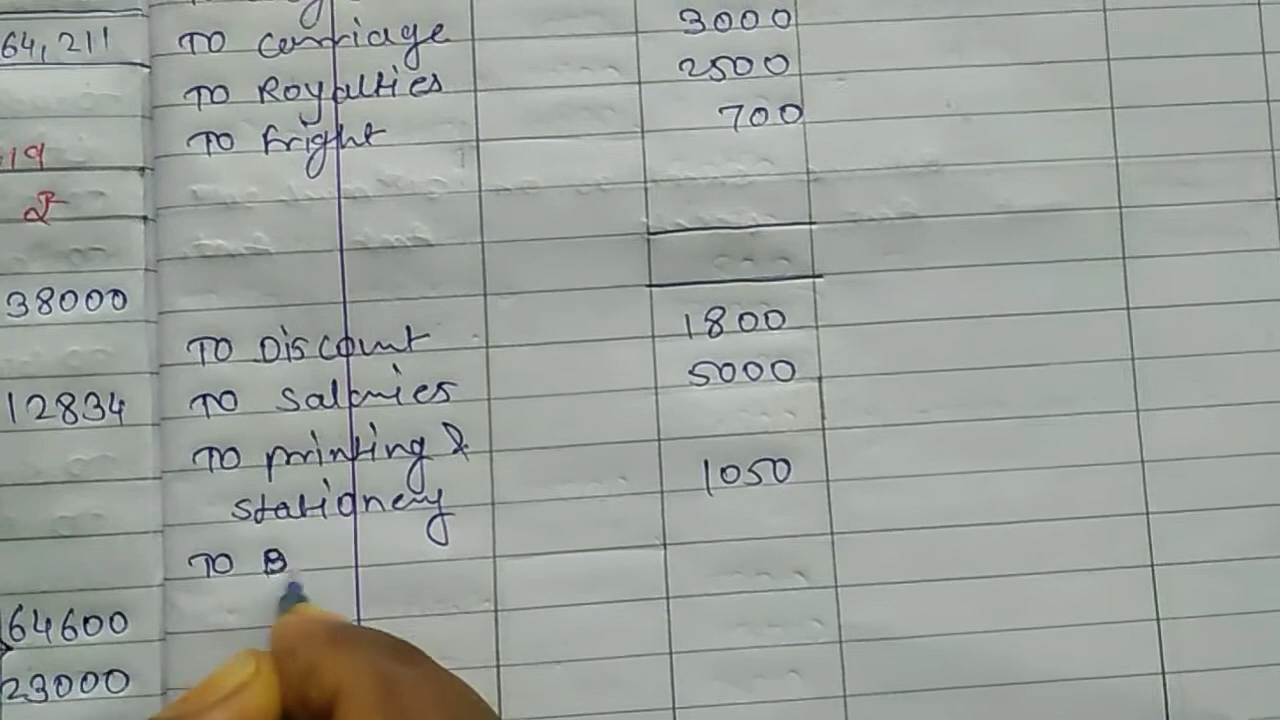 64,211 TO Carriage 3000
TO Royalties 2500
TO Fright 700
19
38000
TO Discount 1800
12834 TO Salaries 5000
TO Printing &
Stationery 1050
TO B
64600
23000